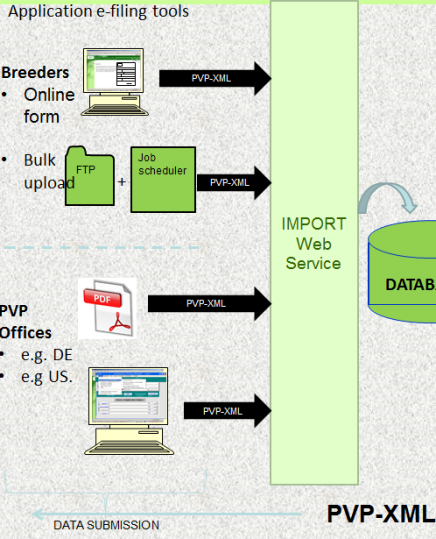 Application e-filing tools
Breeders
• Online
form
PVP-XML
• Bulk
upload
FTP
+
Job
scheduler
PVP-XML
IMPORT
Web
Service
DATABA
PDF
PVP-XML
PVP
Offices
• e.g. DE
• e.g US.
PVP-XML
DATA SUBMISSION
PVP-XML